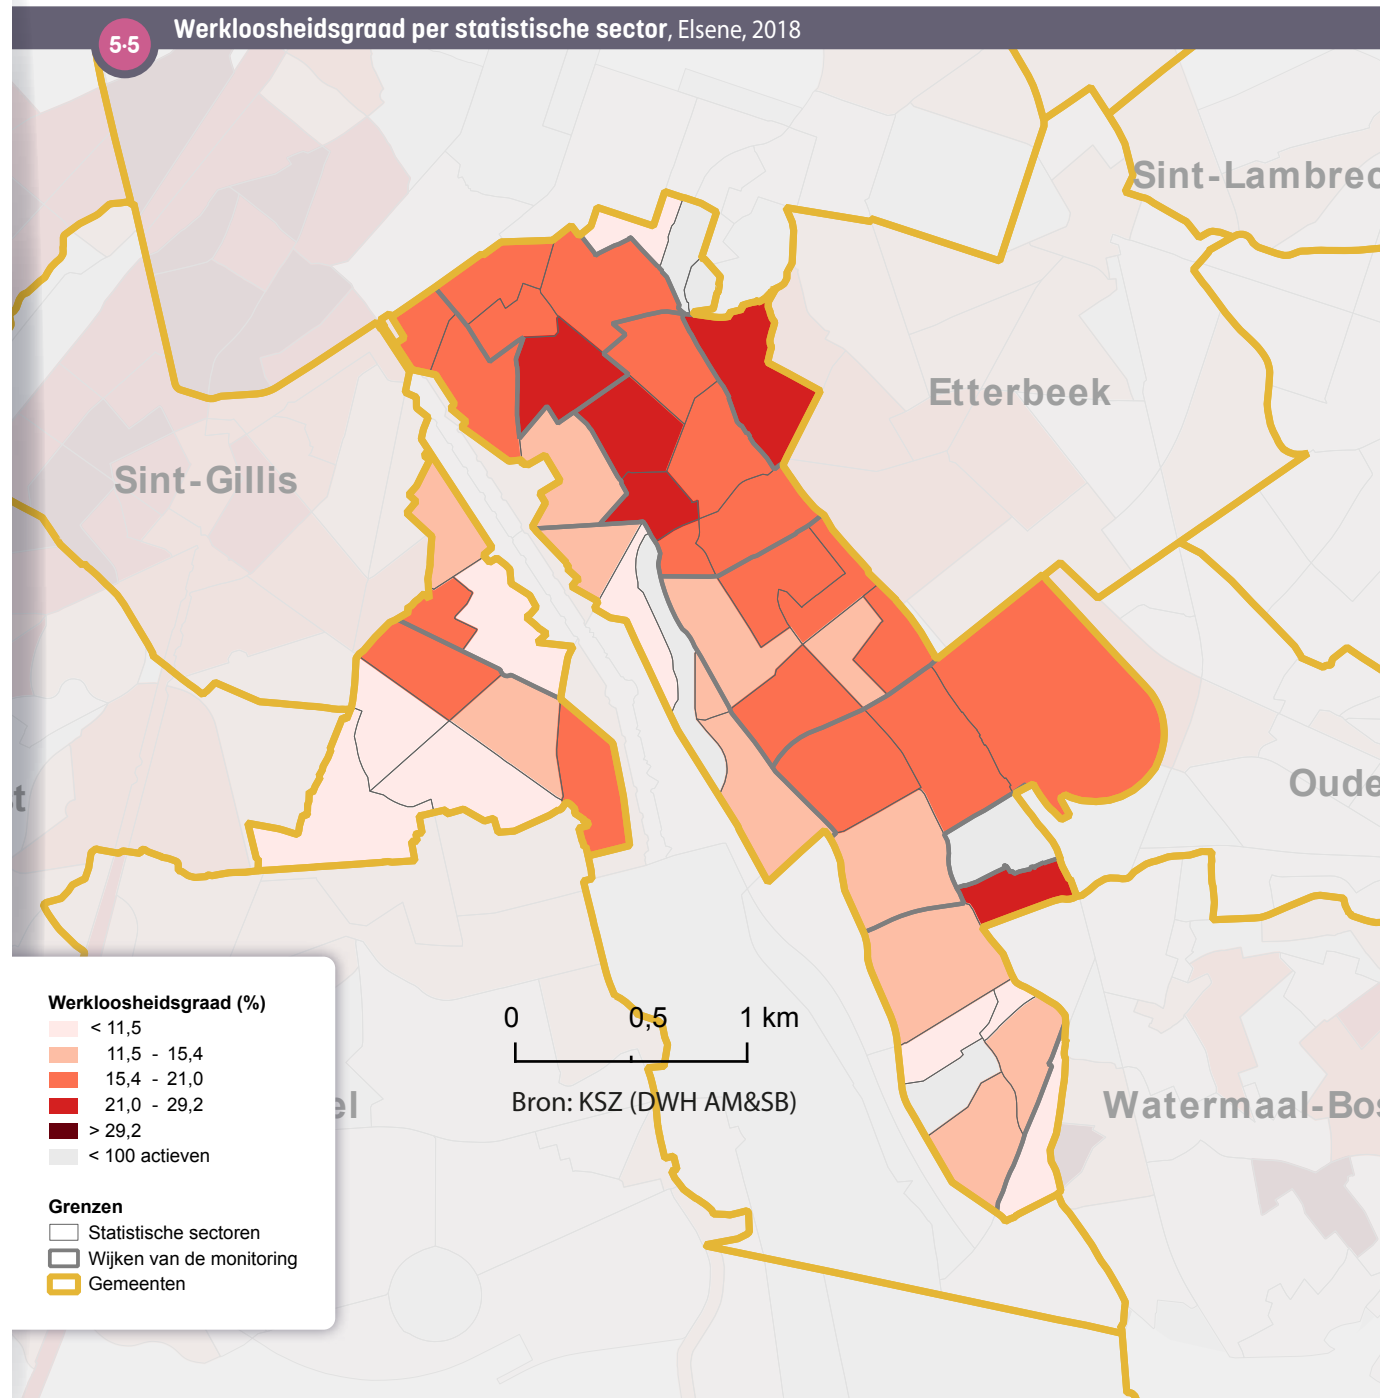 5·5
Werkloosheidsgraad per statistische sector, Elsene, 2018
Sint-Lambrec
Etterbeek
Sint-Gillis
Oude
t
el
Watermaal-Bos
0 0,5 1 km
Bron: KSZ (DWH AM&SB)
Werkloosheidsgraad (%)
< 11,5
11,5 - 15,4
15,4 - 21,0
21,0 - 29,2
> 29,2
< 100 actieven
Grenzen
Statistische sectoren
Wijken van de monitoring
Gemeenten